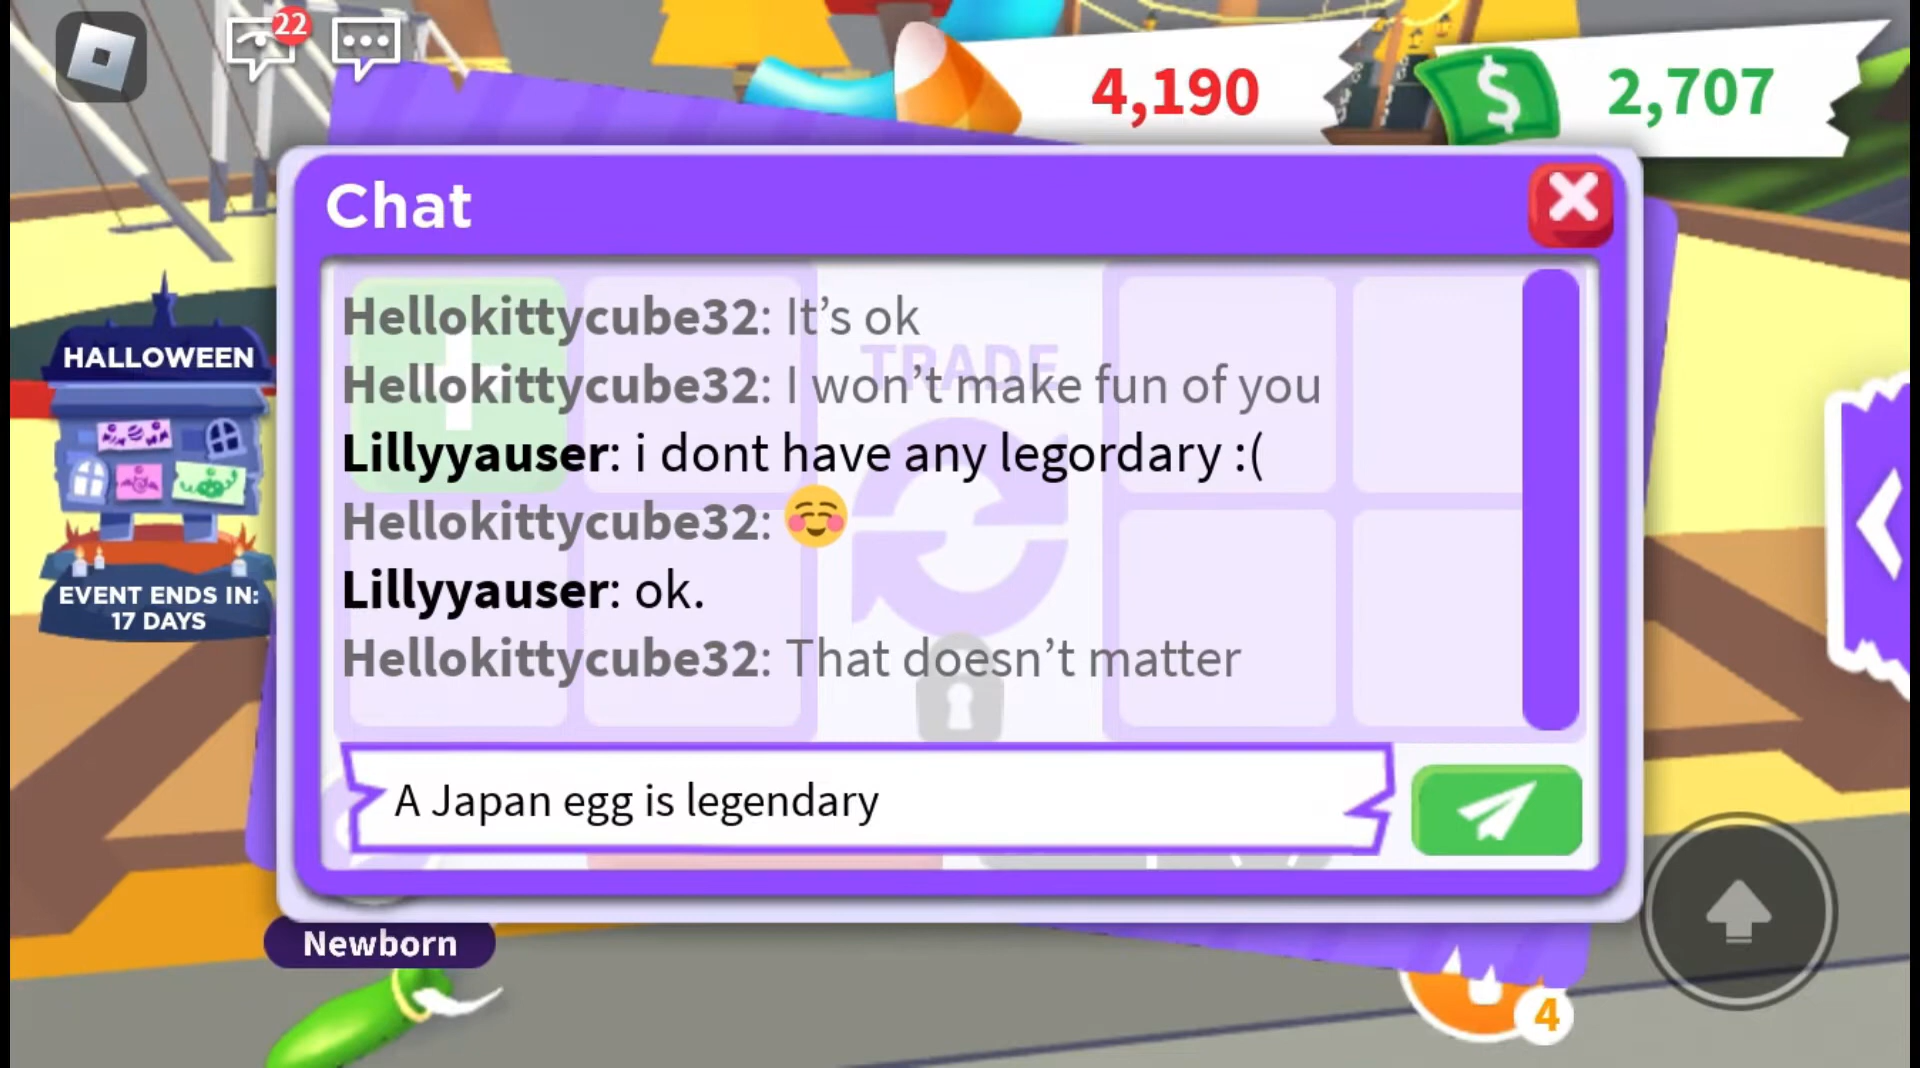 22
4,190
2,707
Chat
Hellokittycube32: It’s ok
TRADE
Hellokittycube32: I won’t make fun of you
Lillyyauser: i dont have any legordary :(
Hellokittycube32: ☺️
Lillyyauser: ok.
Hellokittycube32: That doesn’t matter
A Japan egg is legendary
HALLOWEEN
EVENT ENDS IN:
17 DAYS
Newborn
4